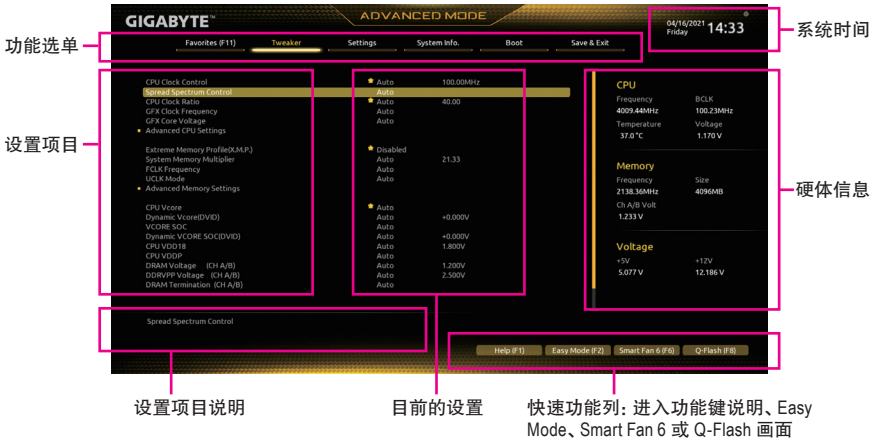 GIGABYTE™
ADVANCED MODE
04/16/2021 14:33
Friday
系统时间
功能选单
Favorites (F11) Tweaker Settings System Info. Boot Save & Exit
设置项目
CPU Clock Control Auto 100.00MHz
Spread Spectrum Control Auto
CPU Clock Ratio Auto 40.00
GFX Clock Frequency Auto
GFX Core Voltage Auto
Advanced CPU Settings
Extreme Memory Profile(X.M.P.) Disabled
System Memory Multiplier Auto 21.33
FCLK Frequency Auto
UCLK Mode Auto
Advanced Memory Settings
CPU Vcore Auto
Dynamic Vcore(DVID) Auto +0.000V
VCORE SOC Auto
Dynamic VCORE SOC(DVID) Auto +0.000V
CPU VDD18 Auto 1.800V
CPU VDDP Auto
DRAM Voltage (CH A/B) Auto 1.200V
DDRVPP Voltage (CH A/B) Auto 2.500V
DRAM Termination (CH A/B) Auto
CPU
Frequency BCLK
4009.44MHz 100.23MHz
Temperature Voltage
37.0 °C 1.170 V
Memory
Frequency Size
2138.36MHz 4096MB
Ch A/B Volt
1.233 V
Voltage
+5V +12V
5.077 V 12.186 V
硬体信息
Spread Spectrum Control
Help (F1) Easy Mode (F2) Smart Fan 6 (F6) Q-Flash (F8)
设置项目说明
目前的设置
快速功能列: 进入功能键说明、Easy
Mode、Smart Fan 6 或 Q-Flash 画面